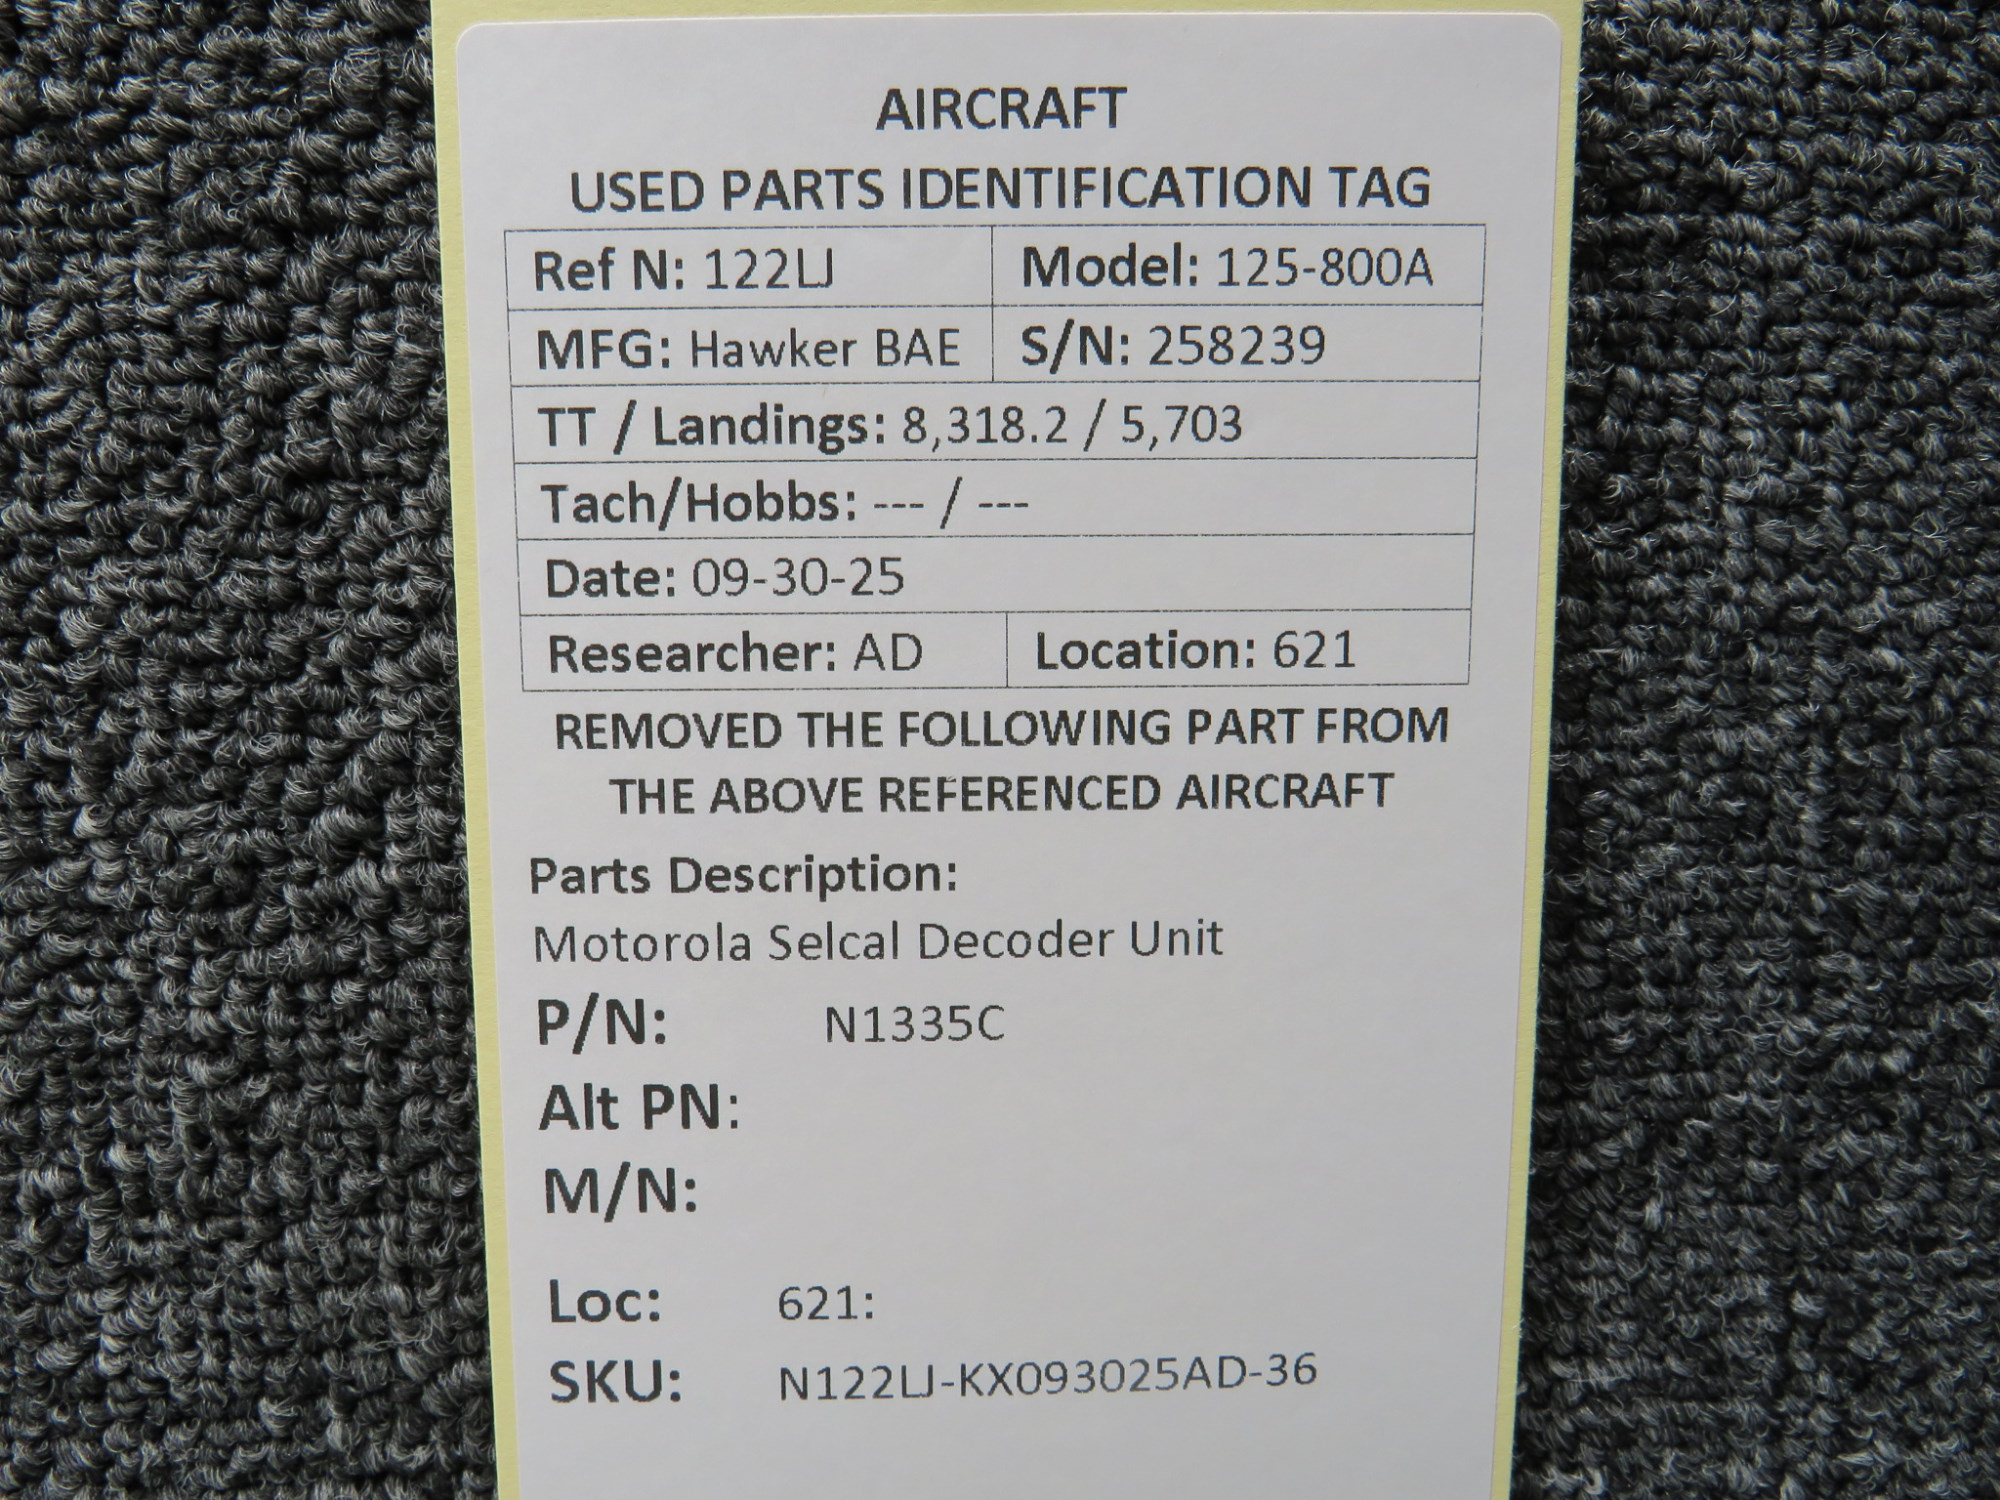 AIRCRAFT
USED PARTS IDENTIFICATION TAG
Ref N: 122LJ Model: 125-800A
MFG: Hawker BAE S/N: 258239
TT / Landings: 8,318.2 / 5,703
Tach/Hobbs: --- / ---
Date: 09-30-25
Researcher: AD Location: 621
REMOVED THE FOLLOWING PART FROM
THE ABOVE REFERENCED AIRCRAFT
Parts Description:
Motorola Selcal Decoder Unit
P/N: N1335C
Alt PN:
M/N:
Loc: 621:
SKU: N122LJ-KX093025AD-36